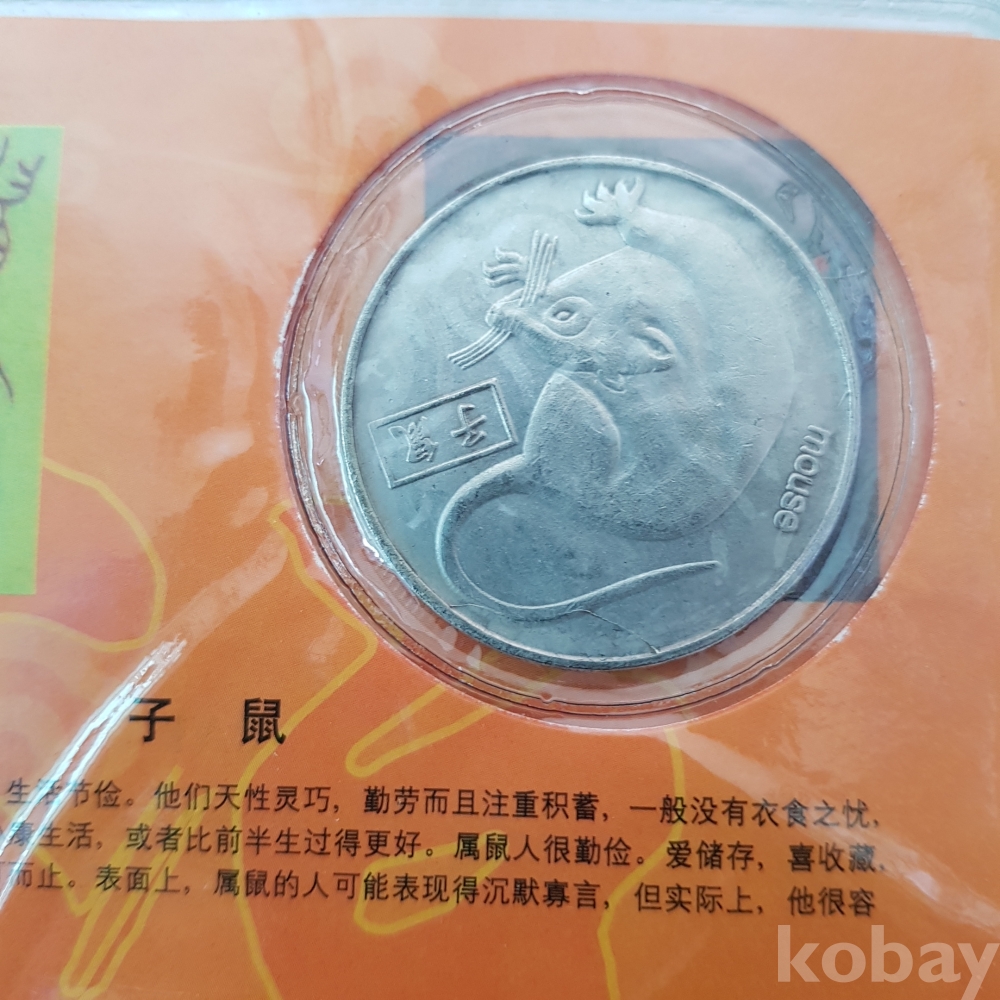 子鼠
mouse
子 鼠
生活节俭。他们天性灵巧，勤劳而且注重积蓄，一般没有衣食之忧，
康生活，或者比前半生过得更好。属鼠人很勤俭。爱储存，喜收藏，
而止。表面上，属鼠的人可能表现得沉默寡言，但实际上，他很容
kobay